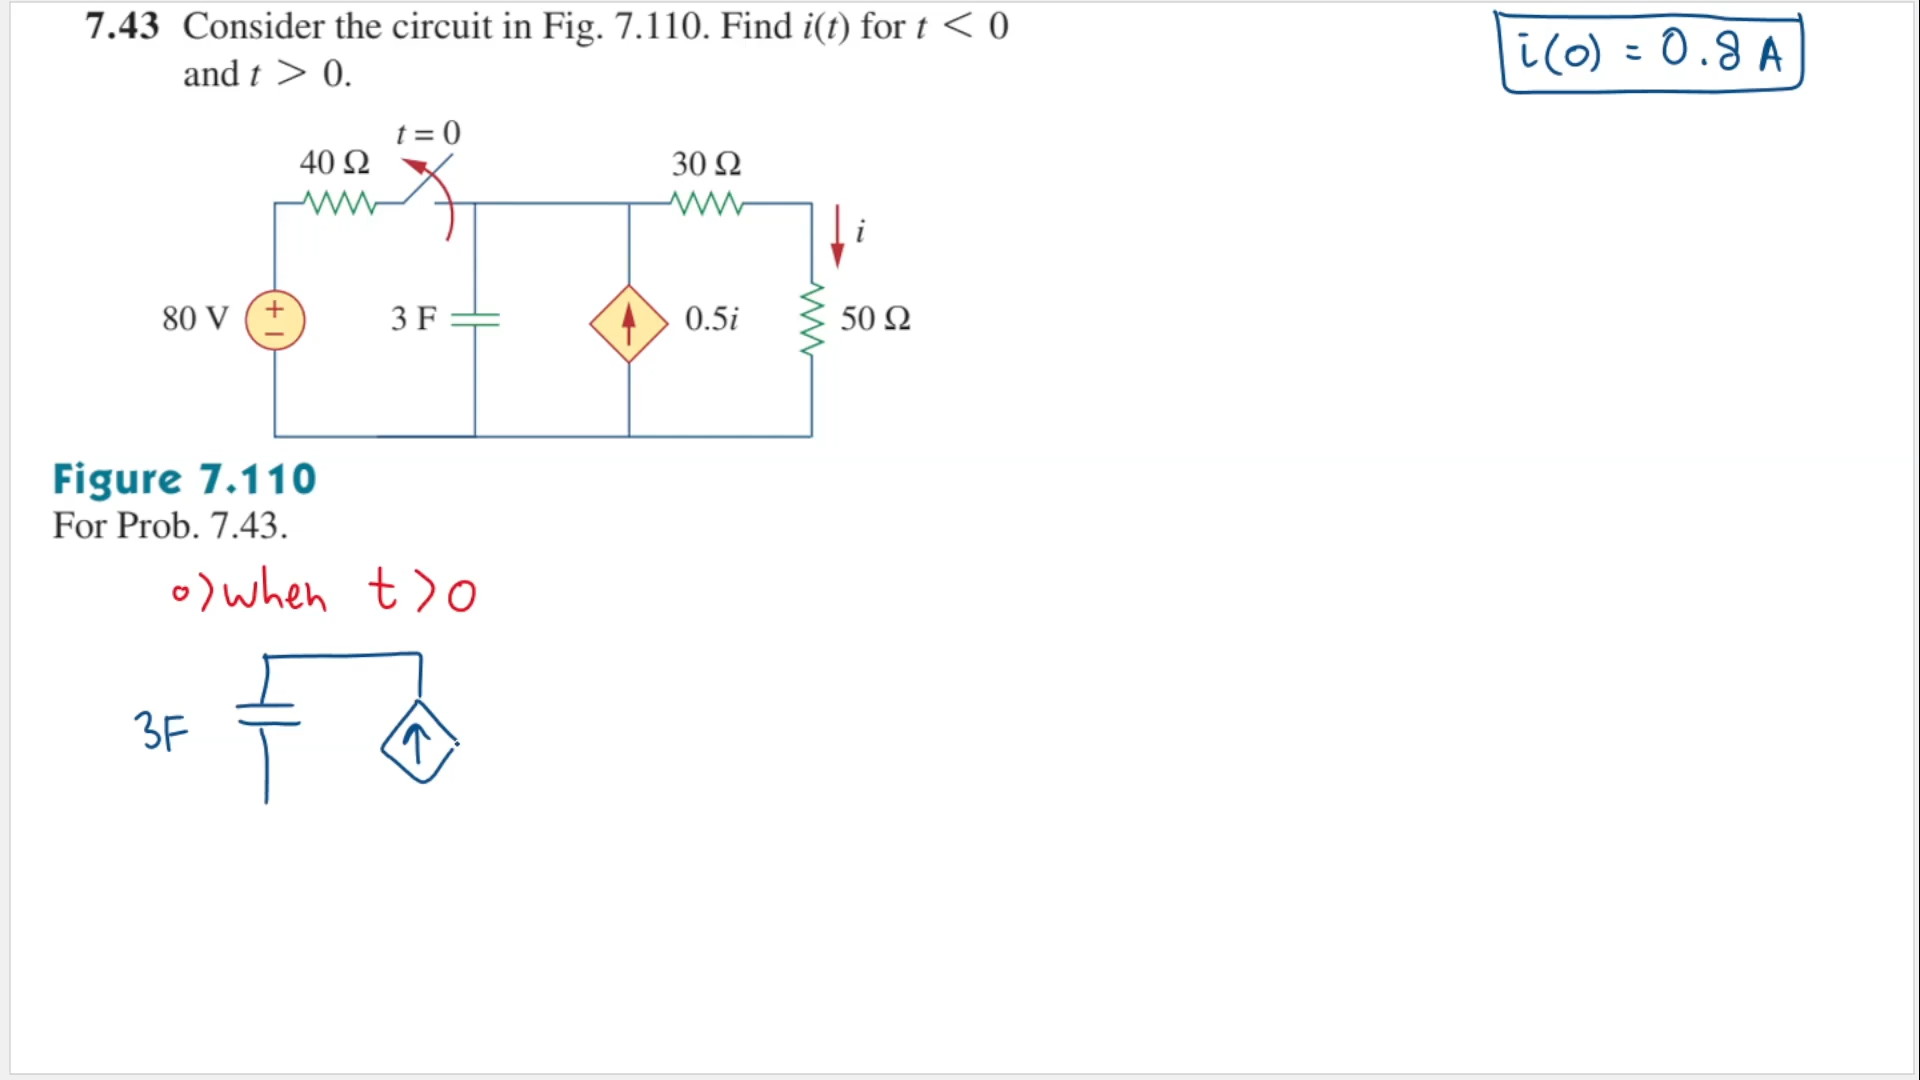 7.43 Consider the circuit in Fig. 7.110. Find i(t) for t < 0
and t > 0.
i(0) = 0.8 A
t = 0
40 Ω
30 Ω
i
80 V
+
−
3 F
0.5i
50 Ω
Figure 7.110
For Prob. 7.43.
o) when t > 0
3F